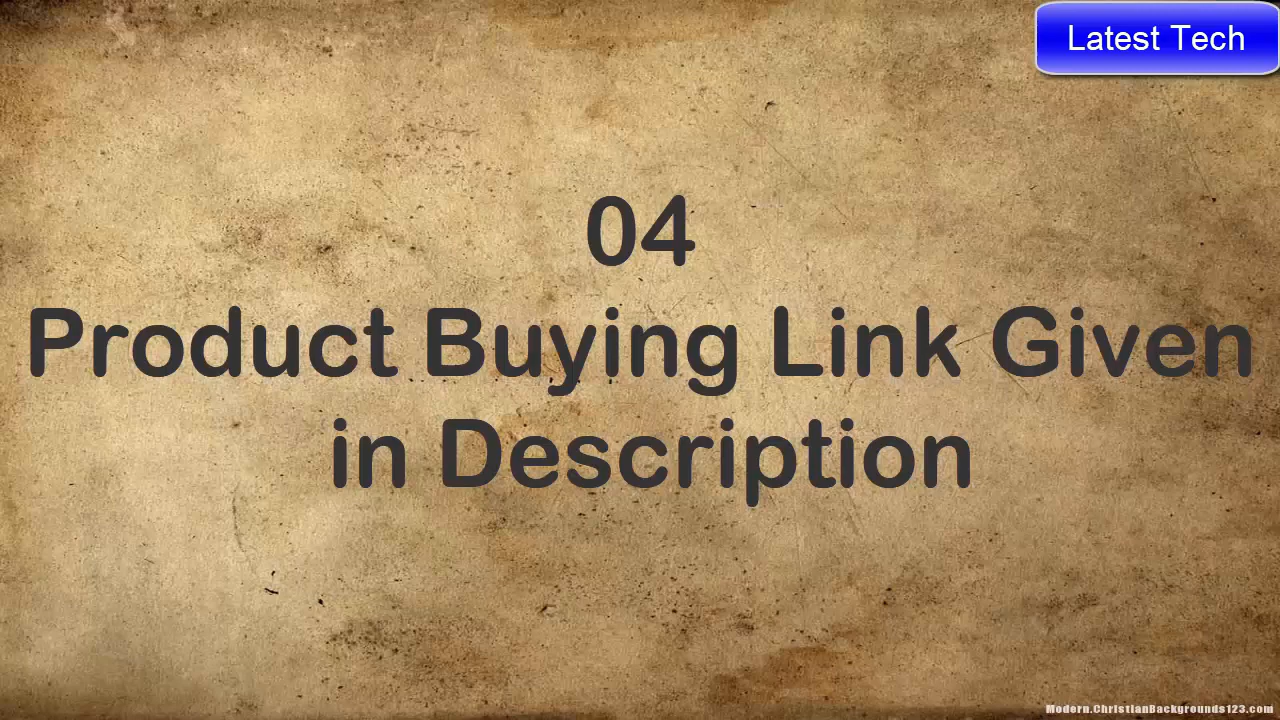 Latest Tech
04
Product Buying Link Given
in Description
Modern.ChristianBackgrounds123.com